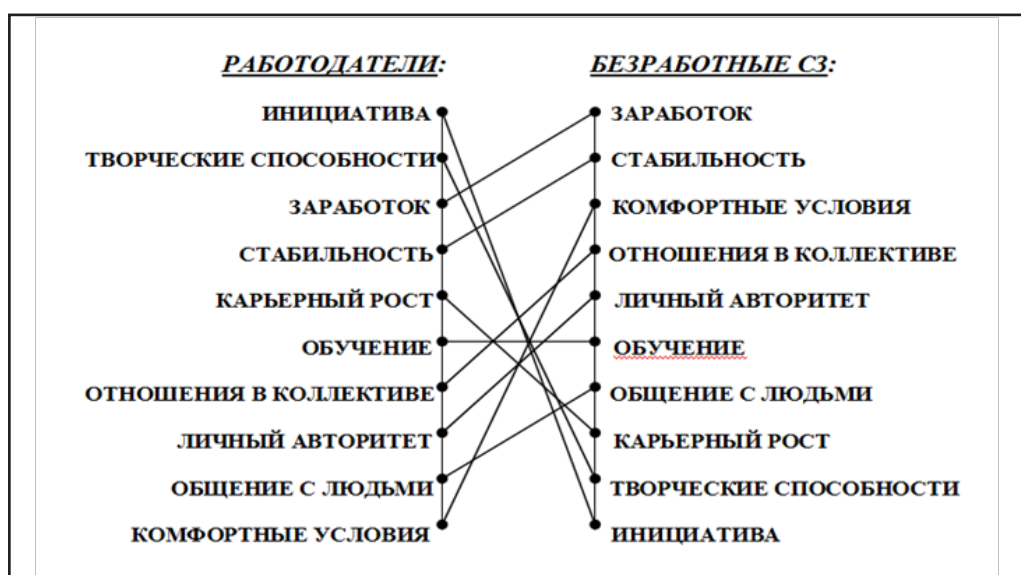 РАБОТОДАТЕЛИ: БЕЗРАБОТНЫЕ СЗ:
ИНИЦИАТИВА ЗАРАБОТОК
ТВОРЧЕСКИЕ СПОСОБНОСТИ СТАБИЛЬНОСТЬ
ЗАРАБОТОК КОМФОРТНЫЕ УСЛОВИЯ
СТАБИЛЬНОСТЬ ОТНОШЕНИЯ В КОЛЛЕКТИВЕ
КАРЬЕРНЫЙ РОСТ ЛИЧНЫЙ АВТОРИТЕТ
ОБУЧЕНИЕ ОБУЧЕНИЕ
ОТНОШЕНИЯ В КОЛЛЕКТИВЕ ОБЩЕНИЕ С ЛЮДЬМИ
ЛИЧНЫЙ АВТОРИТЕТ КАРЬЕРНЫЙ РОСТ
ОБЩЕНИЕ С ЛЮДЬМИ ТВОРЧЕСКИЕ СПОСОБНОСТИ
КОМФОРТНЫЕ УСЛОВИЯ ИНИЦИАТИВА